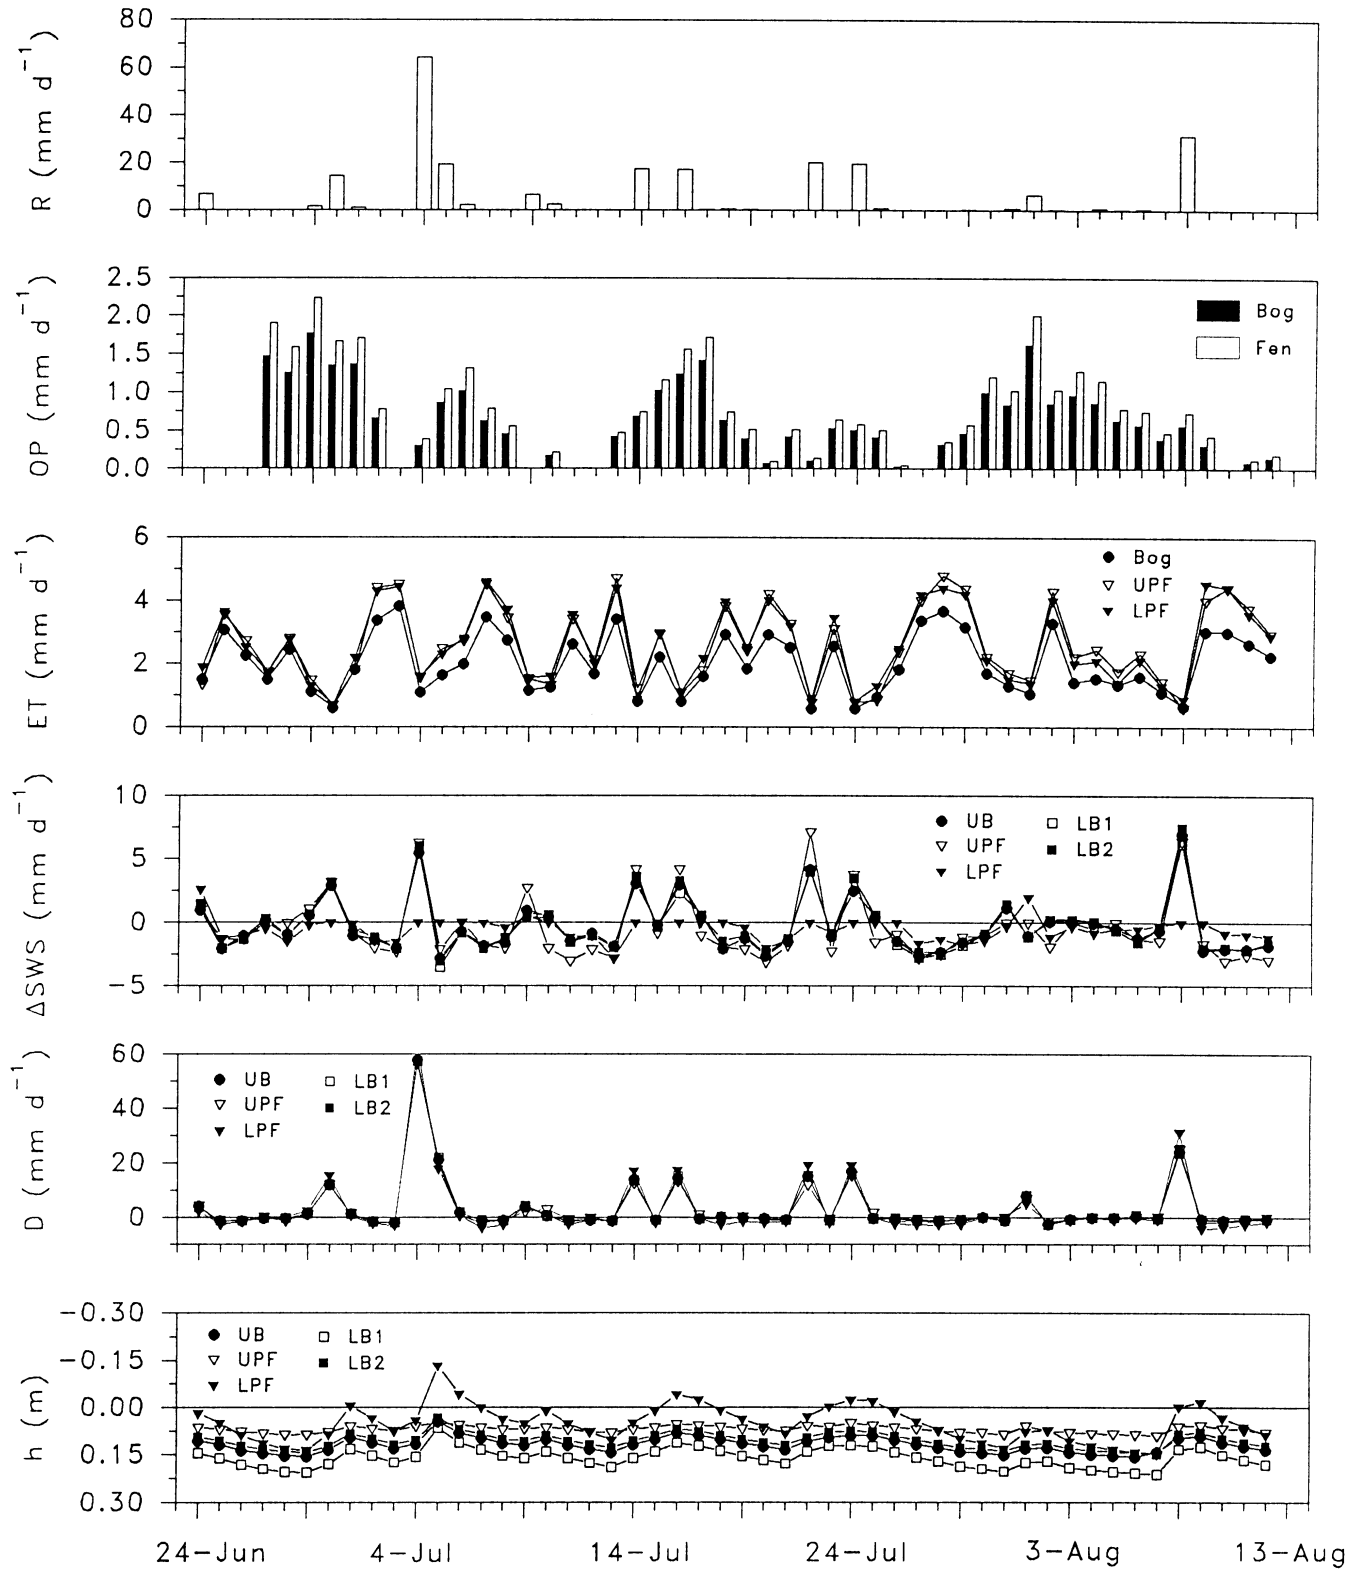 80
60
40
20
0
R (mm d−1)
2.5
2.0
1.5
1.0
0.5
0.0
OP (mm d−1)
Bog
Fen
6
4
2
0
ET (mm d−1)
Bog
UPF
LPF
10
5
0
−5
ΔSWS (mm d−1)
UB
UPF
LPF
LB1
LB2
60
40
20
0
D (mm d−1)
UB
UPF
LPF
LB1
LB2
−0.30
−0.15
0.00
0.15
0.30
h (m)
UB
UPF
LPF
LB1
LB2
24−Jun 4−Jul 14−Jul 24−Jul 3−Aug 13−Aug